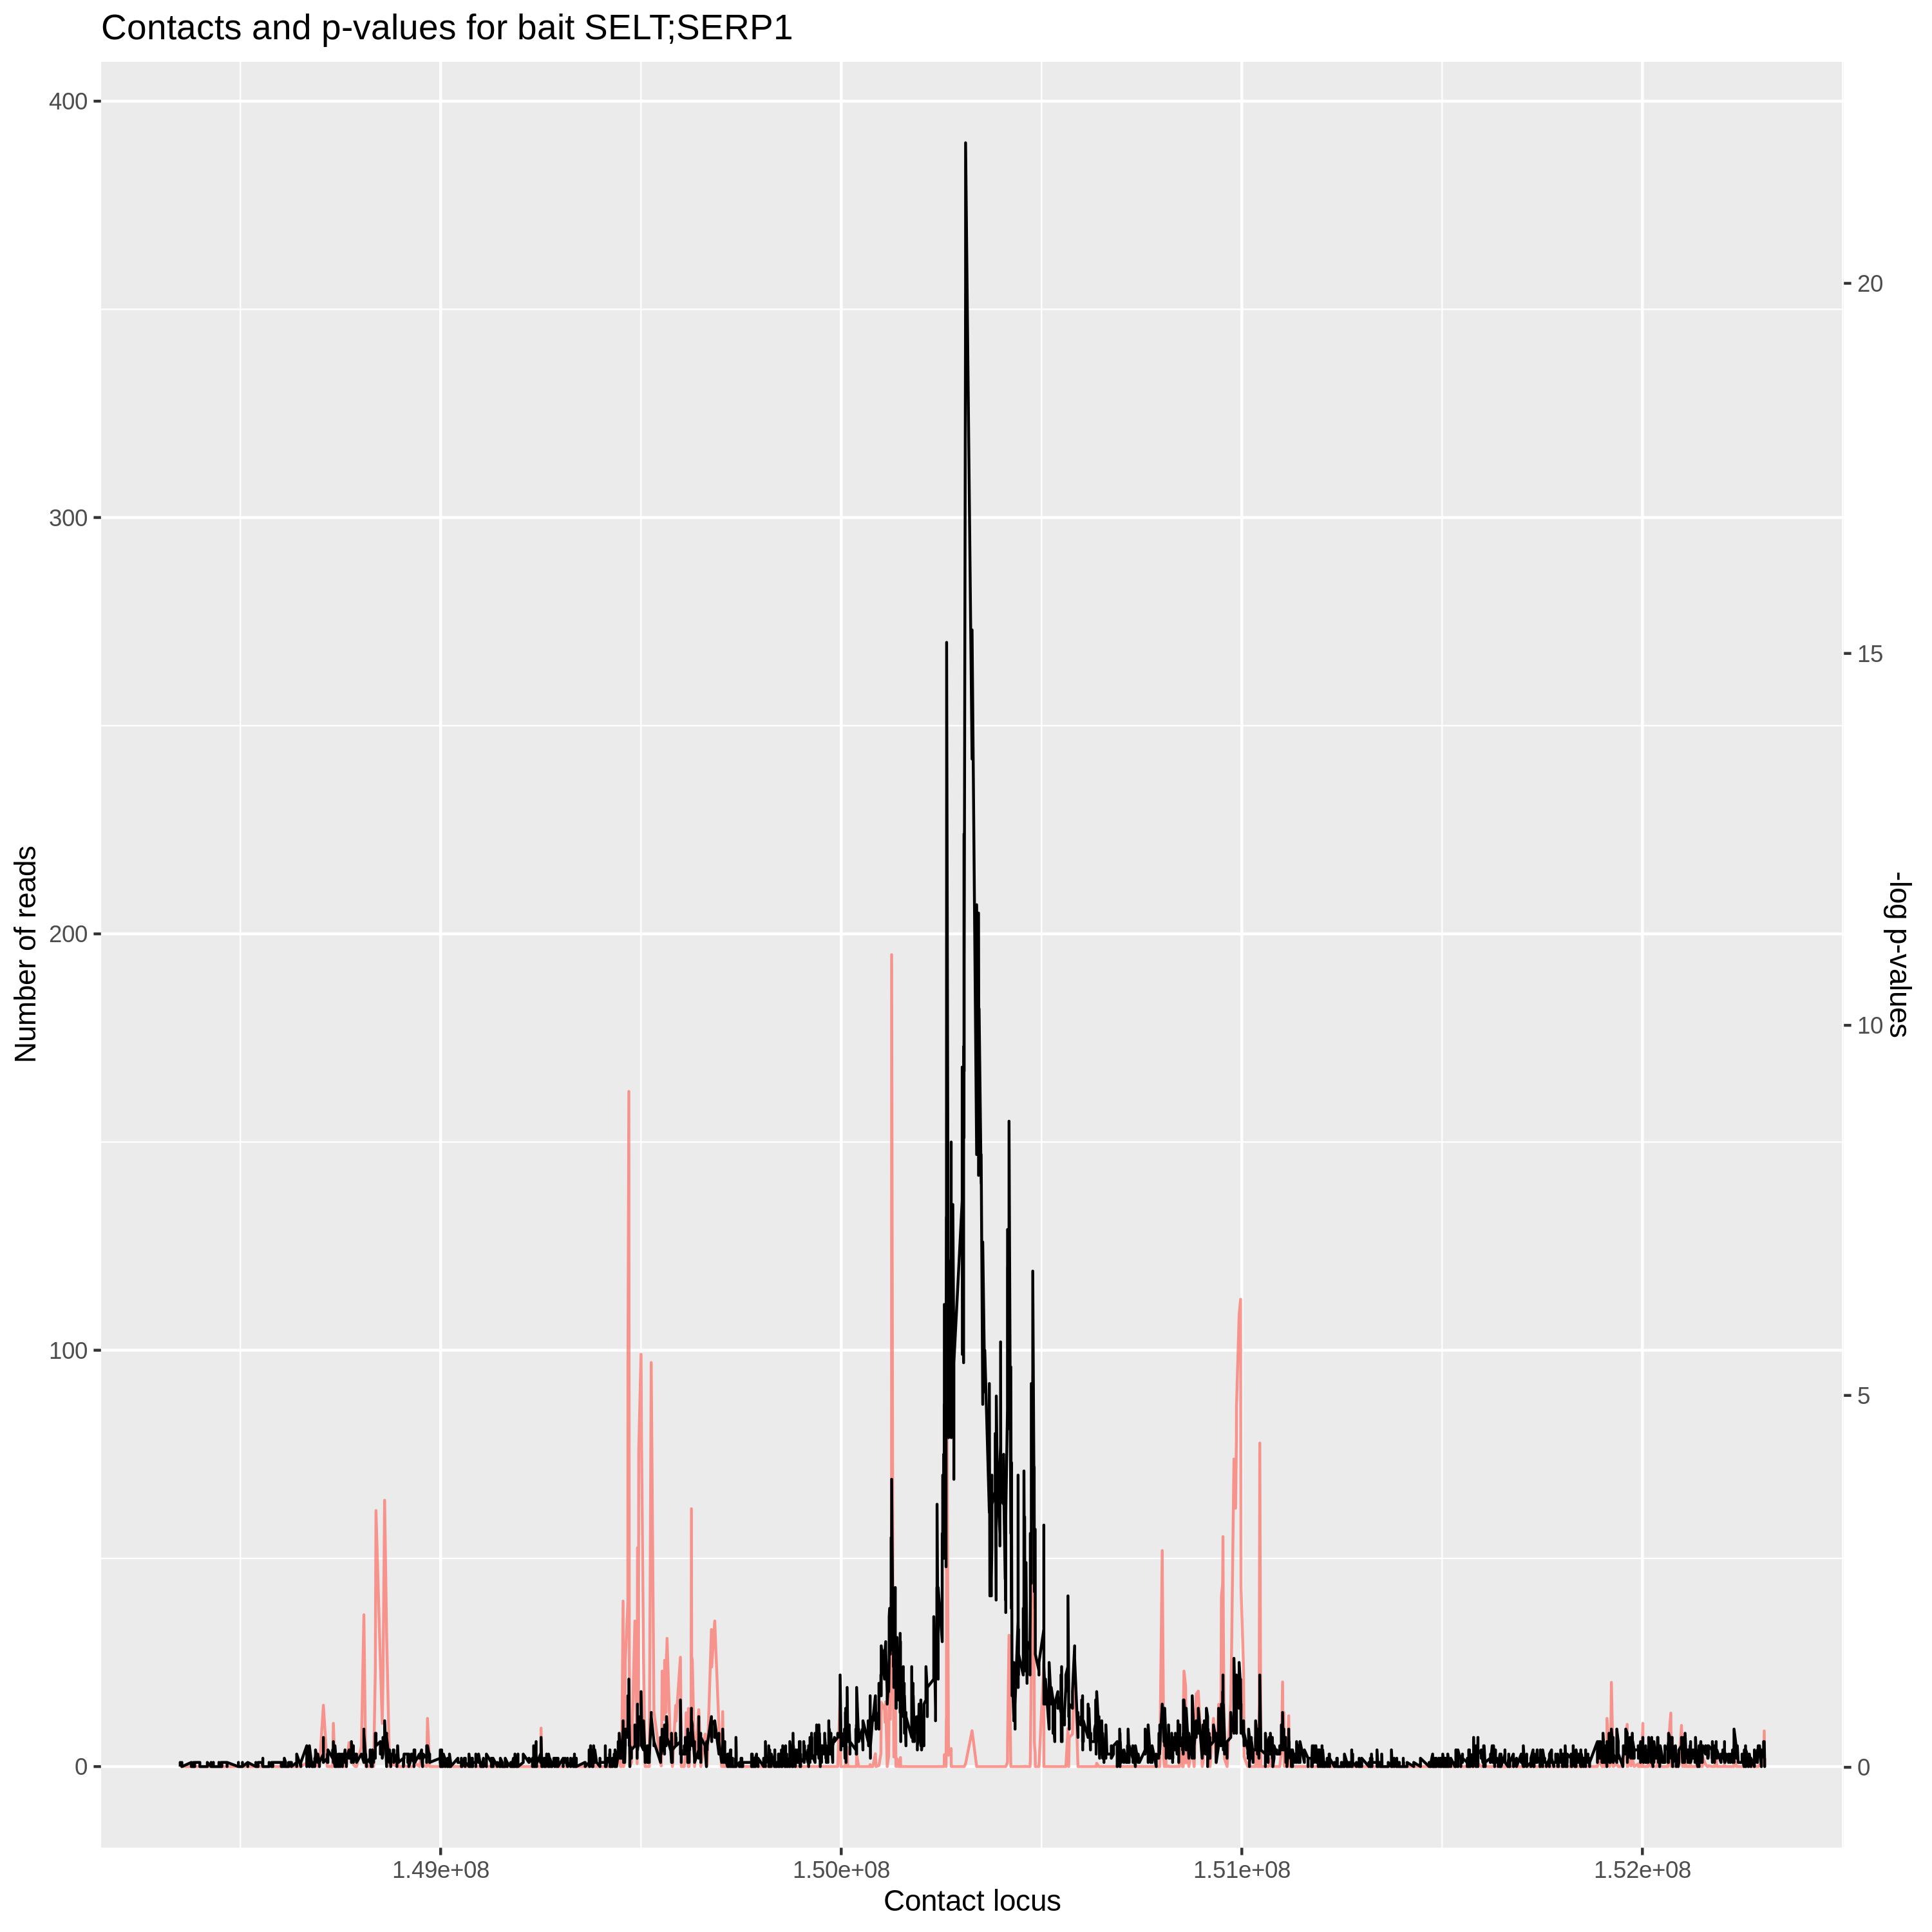 Contacts and p-values for bait SELT;SERP1
Number of reads
400
300
200
100
0
20
15
10
5
0
-log p-values
1.49e+08
1.50e+08
1.51e+08
1.52e+08
Contact locus